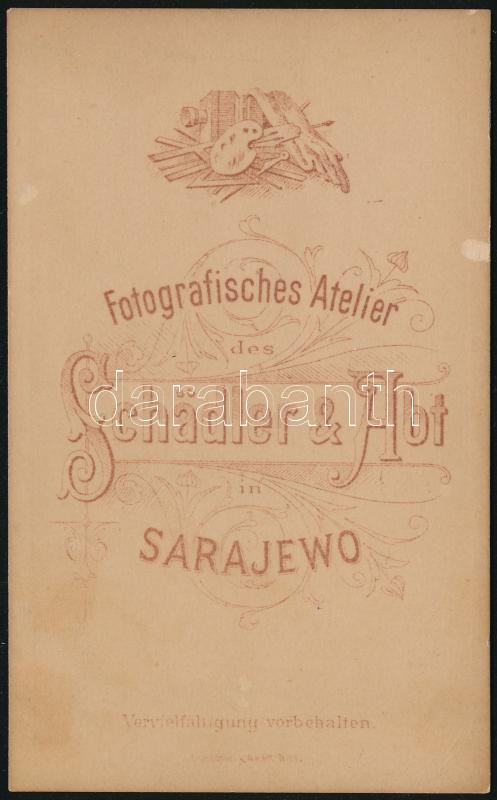 Fotografisches Atelier
des
Schädler & Abt
darabanth
in
SARAJEWO
Vervielfältigung vorbehalten.